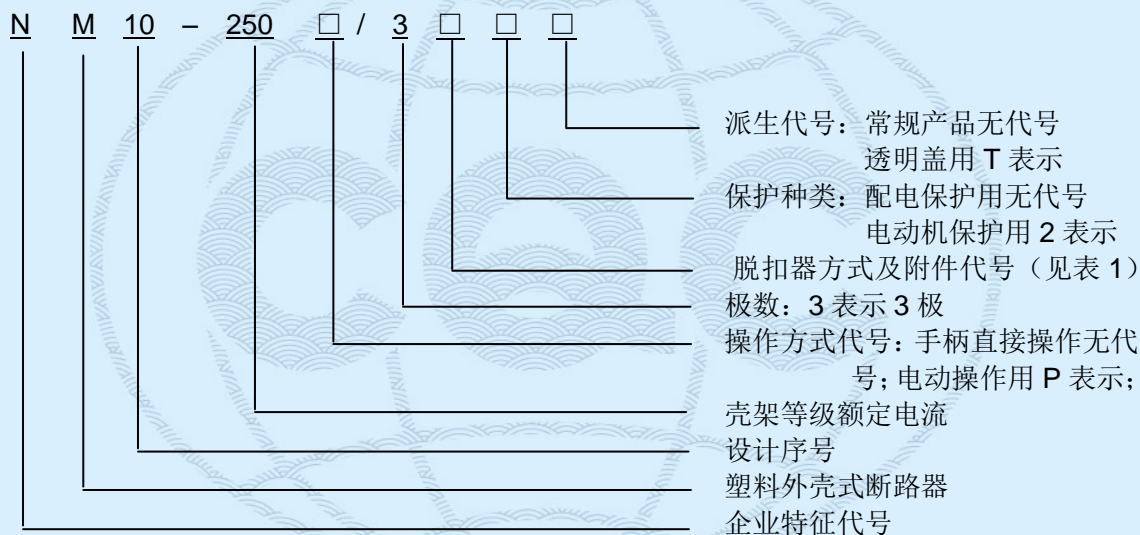 N M 10 – 250 □ / 3 □ □ □
派生代号：常规产品无代号
透明盖用 T 表示
保护种类：配电保护用无代号
电动机保护用 2 表示
脱扣器方式及附件代号（见表 1）
极数：3 表示 3 极
操作方式代号：手柄直接操作无代
号；电动操作用 P 表示；
壳架等级额定电流
设计序号
塑料外壳式断路器
企业特征代号
cec